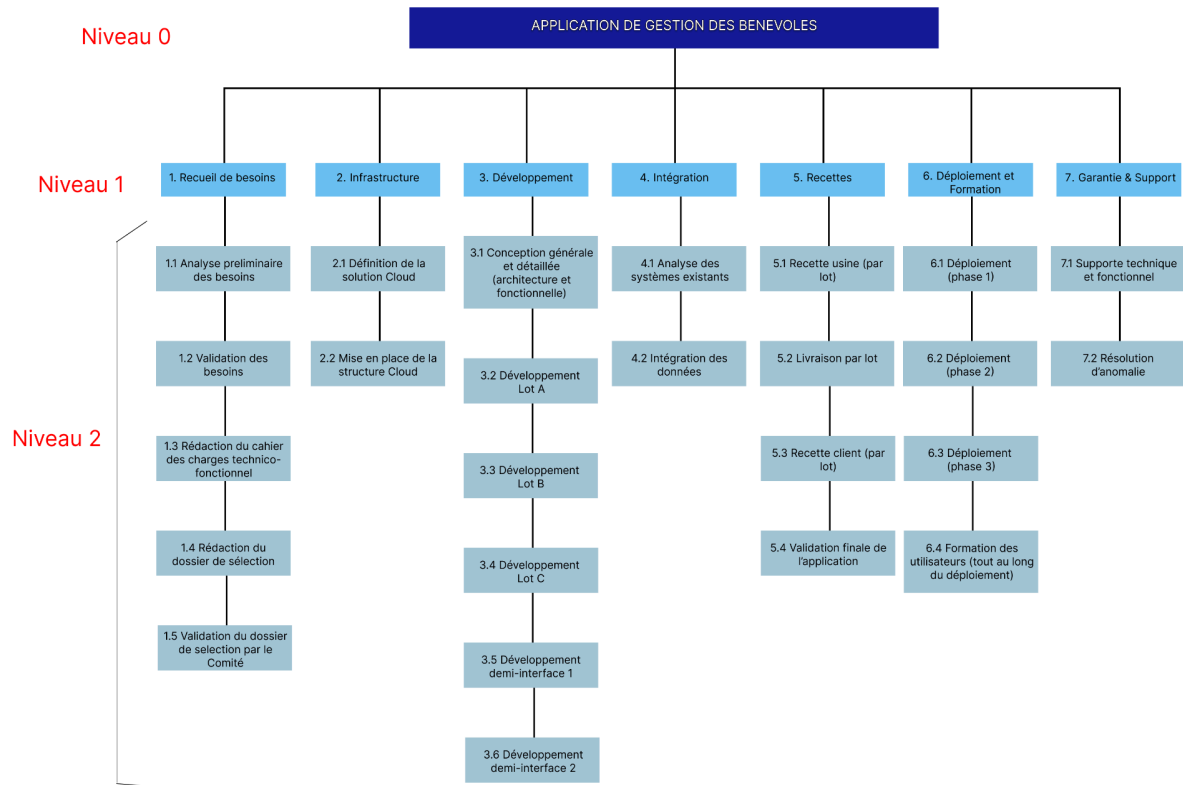 Niveau 0
APPLICATION DE GESTION DES BENEVOLES
Niveau 1
1. Recueil de besoins
2. Infrastructure
3. Développement
4. Intégration
5. Recettes
6. Déploiement et
Formation
7. Garantie & Support
Niveau 2
1.1 Analyse preliminaire
des besoins
1.2 Validation des
besoins
1.3 Rédaction du cahier
des charges technico-
fonctionnel
1.4 Rédaction du
dossier de sélection
1.5 Validation du dossier
de selection par le
Comité
2.1 Définition de la
solution Cloud
2.2 Mise en place de la
structure Cloud
3.1 Conception générale
et détaillée
(architecture et
fonctionnelle)
3.2 Développement
Lot A
3.3 Développement
Lot B
3.4 Développement
Lot C
3.5 Développement
demi-interface 1
3.6 Développement
demi-interface 2
4.1 Analyse des
systèmes existants
4.2 Intégration des
données
5.1 Recette usine (par
lot)
5.2 Livraison par lot
5.3 Recette client (par
lot)
5.4 Validation finale de
l'application
6.1 Déploiement
(phase 1)
6.2 Déploiement
(phase 2)
6.3 Déploiement
(phase 3)
6.4 Formation des
utilisateurs (tout au long
du déploiement)
7.1 Supporte technique
et fonctionnel
7.2 Résolution
d'anomalie